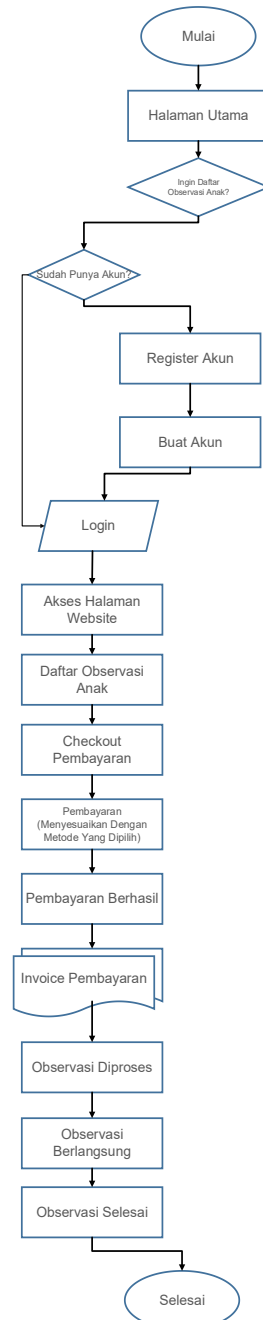 Mulai
Halaman Utama
Ingin Daftar
Observasi Anak?
Sudah Punya Akun?
Register Akun
Buat Akun
Login
Akses Halaman
Website
Daftar Observasi
Anak
Checkout
Pembayaran
Pembayaran
(Menyesuaikan Dengan
Metode Yang Dipilih)
Pembayaran Berhasil
Invoice Pembayaran
Observasi Diproses
Observasi
Berlangsung
Observasi Selesai
Selesai